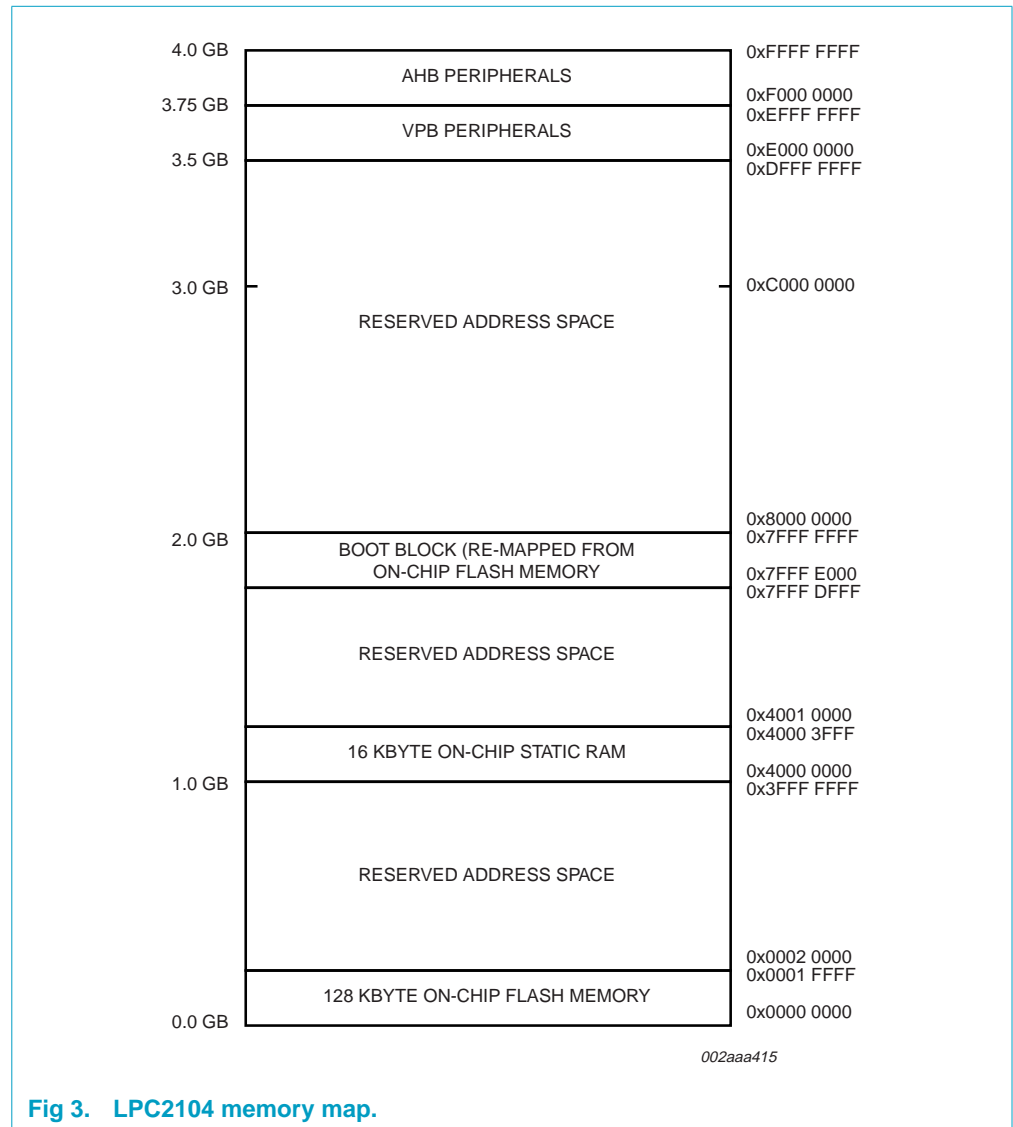 4.0 GB
0xFFFF FFFF
AHB PERIPHERALS
0xF000 0000
3.75 GB
0xEFFF FFFF
VPB PERIPHERALS
0xE000 0000
3.5 GB
0xDFFF FFFF
3.0 GB
0xC000 0000
RESERVED ADDRESS SPACE
0x8000 0000
2.0 GB
0x7FFF FFFF
BOOT BLOCK (RE-MAPPED FROM
ON-CHIP FLASH MEMORY
0x7FFF E000
0x7FFF DFFF
RESERVED ADDRESS SPACE
0x4001 0000
0x4000 3FFF
16 KBYTE ON-CHIP STATIC RAM
0x4000 0000
1.0 GB
0x3FFF FFFF
RESERVED ADDRESS SPACE
0x0002 0000
0x0001 FFFF
128 KBYTE ON-CHIP FLASH MEMORY
0x0000 0000
0.0 GB
002aaa415
Fig 3. LPC2104 memory map.